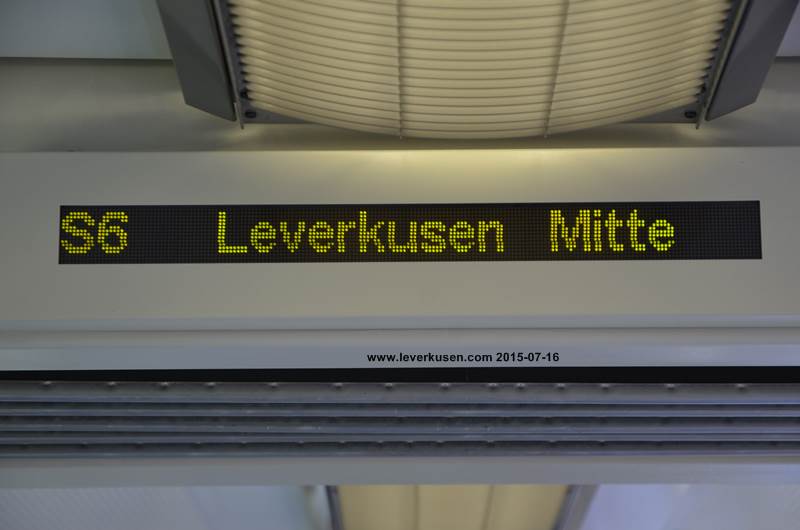 S6 Leverkusen Mitte
www.leverkusen.com 2015-07-16